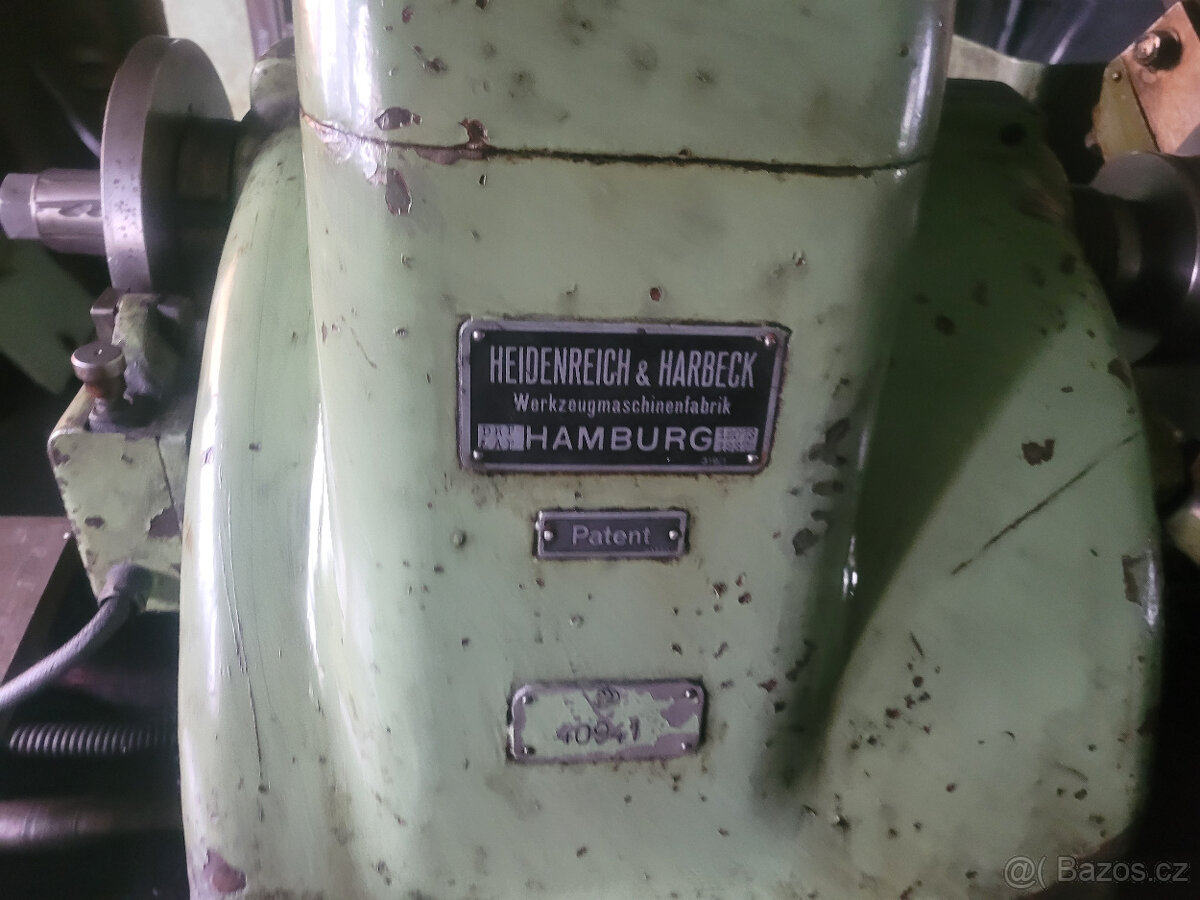 HEIDENREICH & HARBECK
Werkzeugmaschinenfabrik
HAMBURG
Patent
40941
@( Bazos.cz